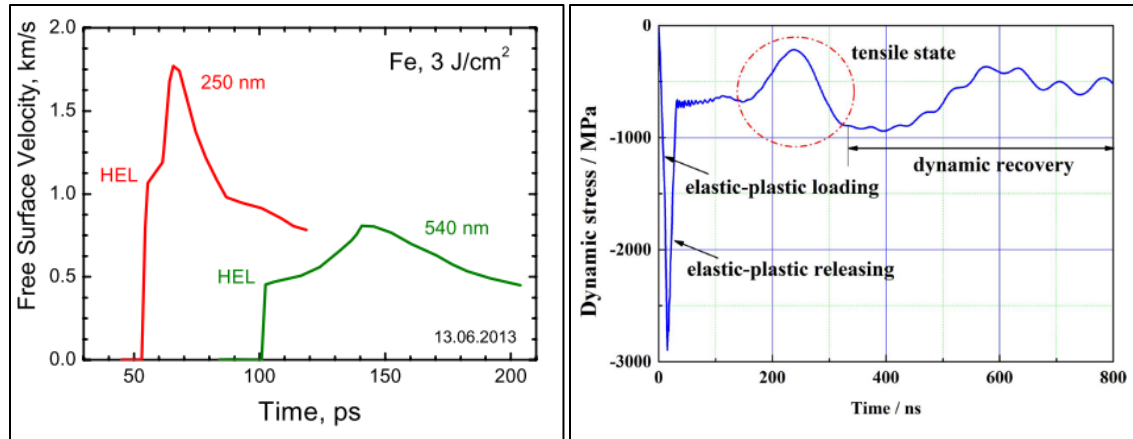 Fe, 3 J/cm²
250 nm
HEL
540 nm
HEL
13.06.2013
Free Surface Velocity, km/s
2.0
1.5
1.0
0.5
0.0
50
100
150
200
Time, ps
tensile state
dynamic recovery
elastic-plastic loading
elastic-plastic releasing
Dynamic stress / MPa
0
-1000
-2000
-3000
0
200
400
600
800
Time / ns